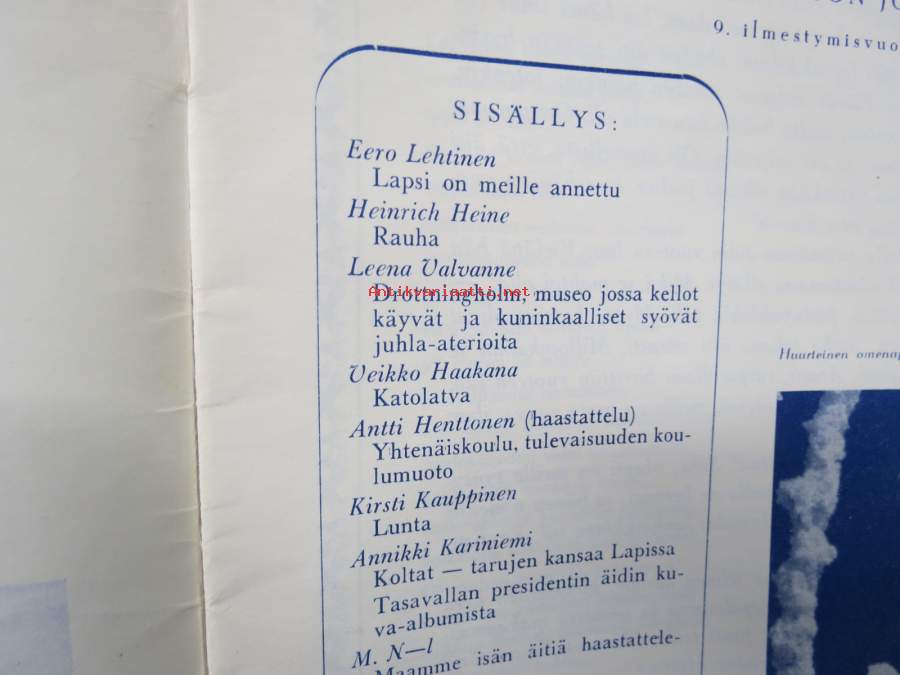 9. ilmestymisvuo
SISÄLLYS:
Eero Lehtinen
Lapsi on meille annettu
Heinrich Heine
Rauha
Leena Valvanne
Antikvariaatti.net
Drottningholm, museo jossa kellot
käyvät ja kuninkaalliset syövät
juhla-aterioita
Veikko Haakana
Katolatva
Antti Henttonen (haastattelu)
Yhtenäiskoulu, tulevaisuuden kou-
lumuoto
Kirsti Kauppinen
Lunta
Annikki Kariniemi
Koltat — tarujen kansaa Lapissa
Tasavallan presidentin äidin ku-
va-albumista
M. N—l
Maamme isän äitiä haastattele-
Huurteinen omenap